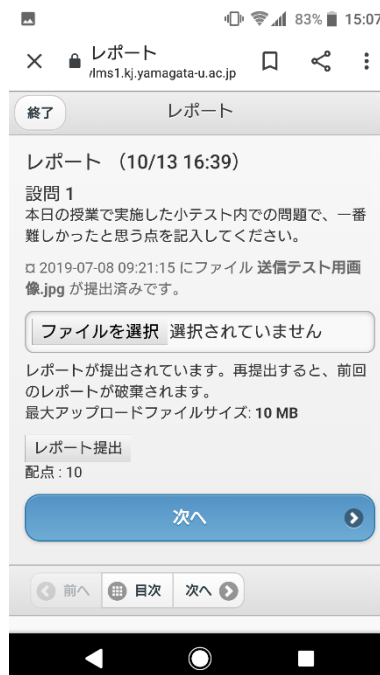 83% 15:07
レポート
/lms1.kj.yamagata-u.ac.jp
終了 レポート
レポート （10/13 16:39）
設問 1
本日の授業で実施した小テスト内での問題で、一番
難しかったと思う点を記入してください。
¤ 2019-07-08 09:21:15 にファイル 送信テスト用画
像.jpg が提出済みです。
ファイルを選択 選択されていません
レポートが提出されています。再提出すると、前回
のレポートが破棄されます。
最大アップロードファイルサイズ: 10 MB
レポート提出
配点 : 10
次へ
前へ 目次 次へ